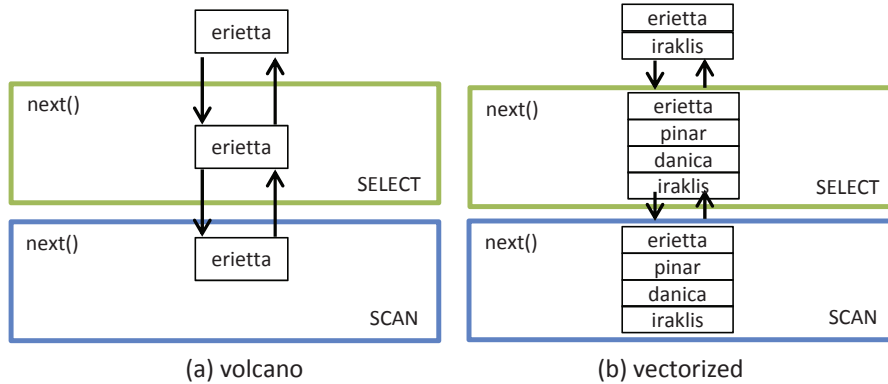 erietta
next()
erietta
SELECT
next()
erietta
SCAN
(a) volcano
erietta
iraklis
next()
erietta
pinar
danica
iraklis
SELECT
next()
erietta
pinar
danica
iraklis
SCAN
(b) vectorized